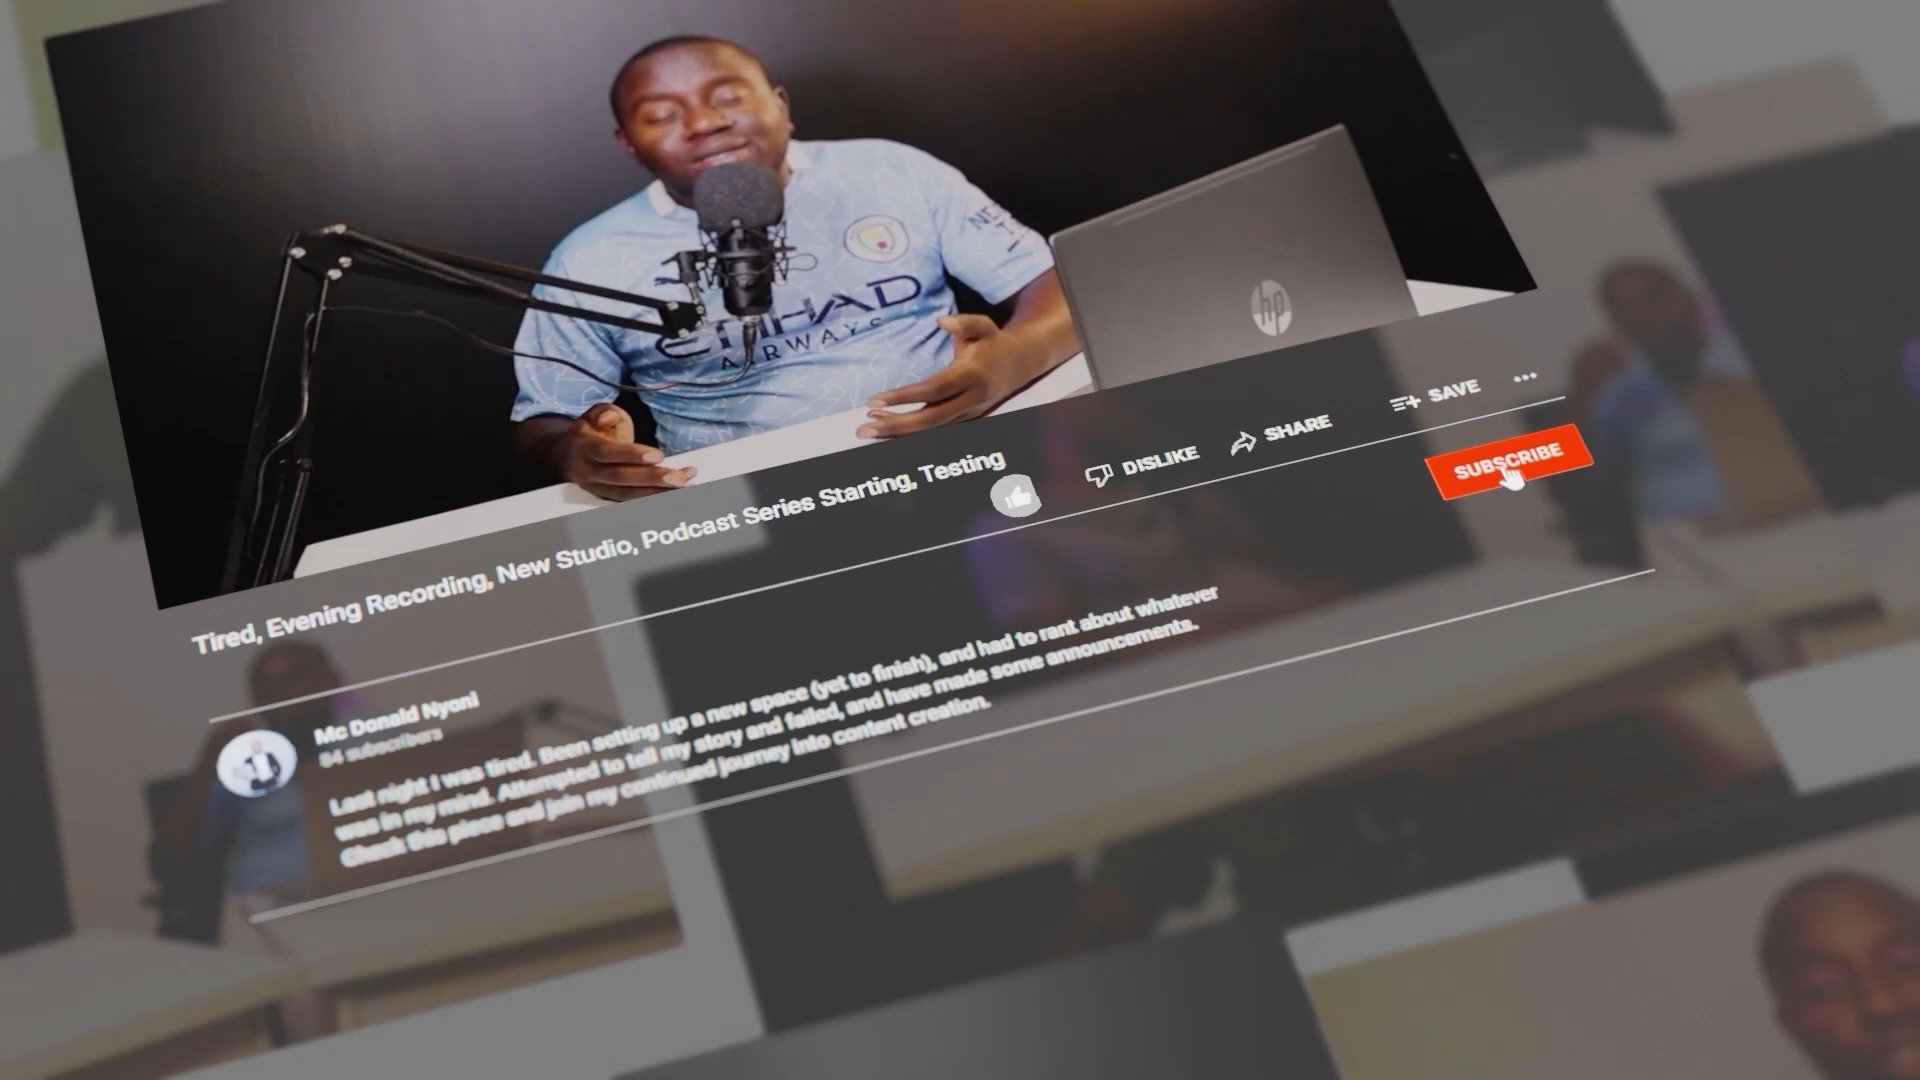 NE
ETIHAD
AIRWAYS
hp
Tired, Evening Recording, New Studio, Podcast Series Starting, Testing
DISLIKE
SHARE
SAVE
SUBSCRIBE
Mc Donald Nyoni
84 subscribers
Last night I was tired. Been setting up a new space (yet to finish), and had to rant about whatever
was in my mind. Attempted to tell my story and failed, and have made some announcements.
Check this piece and join my continued journey into content creation.